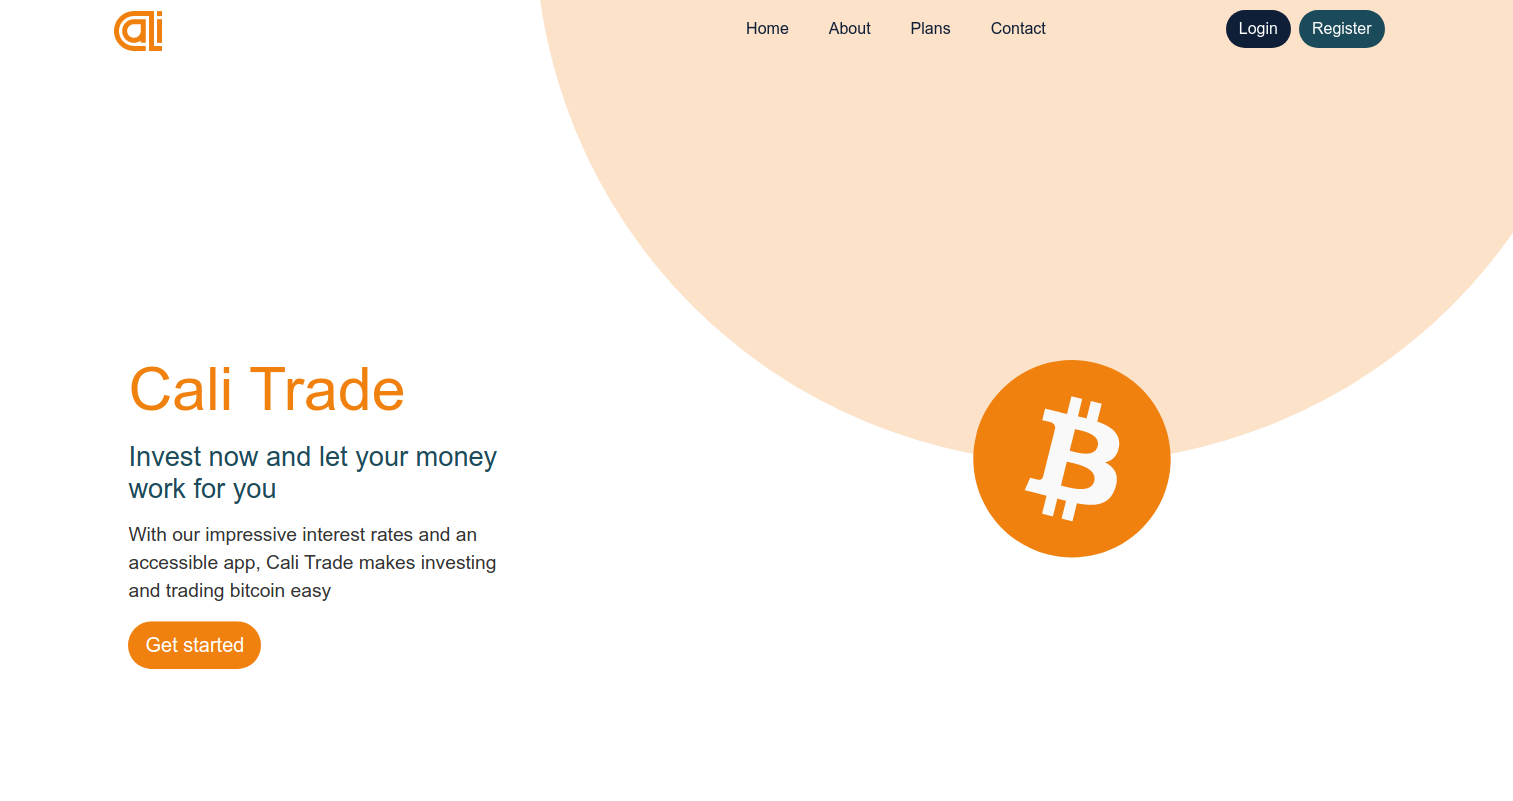 ali
Home About Plans Contact Login Register
Cali Trade
Invest now and let your money
work for you
With our impressive interest rates and an
accessible app, Cali Trade makes investing
and trading bitcoin easy
Get started